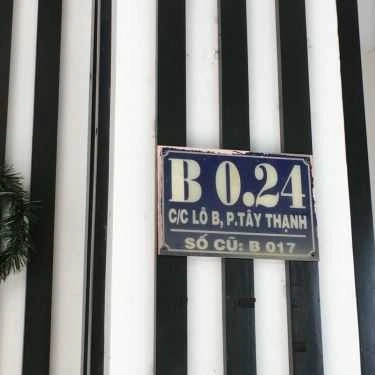 B 0.24
C/C LÔ B, P.TÂY THẠNH
SỐ CŨ: B 017